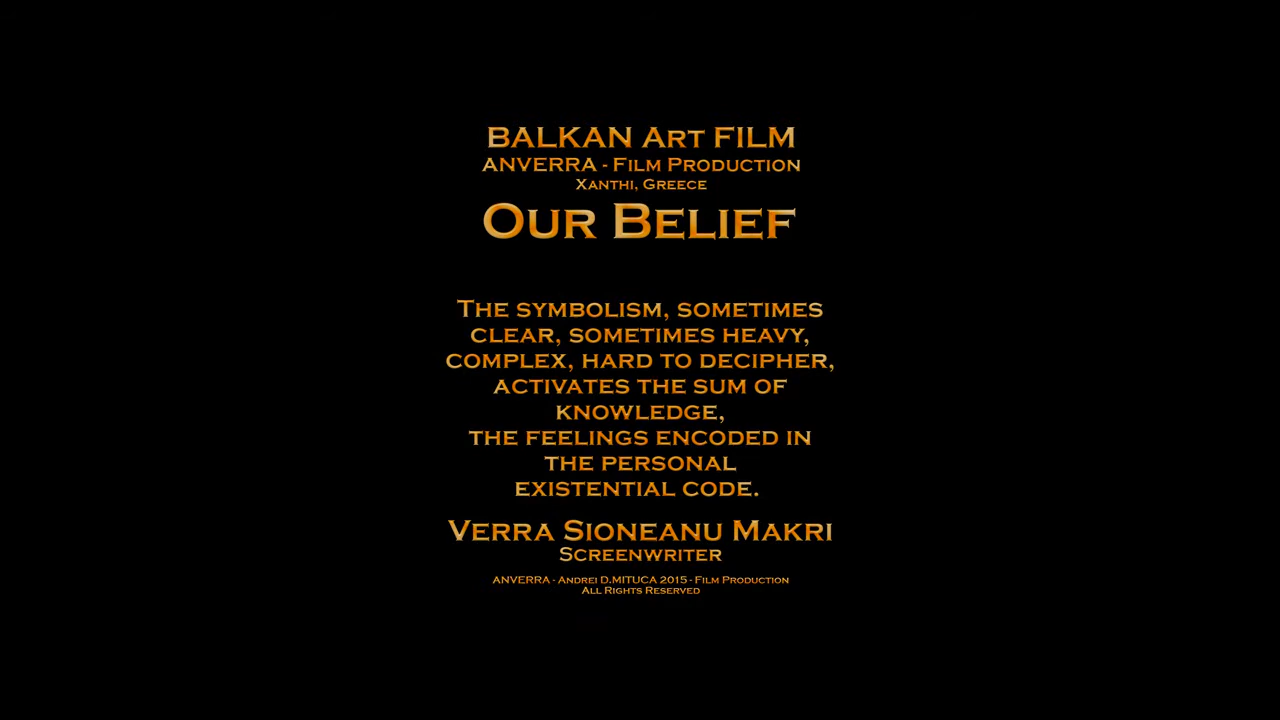 BALKAN Art FILM
ANVERRA - Film Production
Xanthi, Greece
Our Belief
The symbolism, sometimes
clear, sometimes heavy,
complex, hard to decipher,
activates the sum of
knowledge,
the feelings encoded in
the personal
existential code.
Verra Sioneanu Makri
Screenwriter
ANVERRA - Andrei D.MITUCA 2015 - Film Production
All Rights Reserved